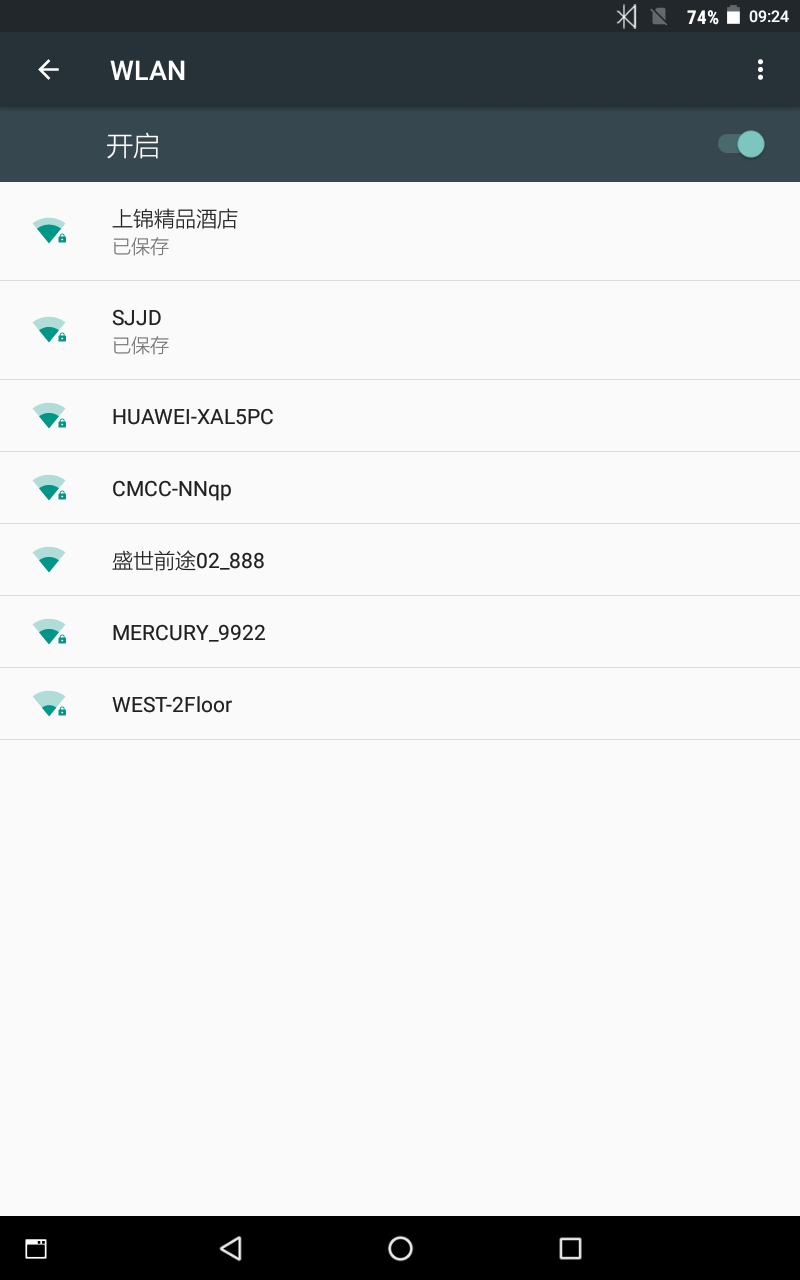 74% 09:24
WLAN
开启
上锦精品酒店
已保存
SJJD
已保存
HUAWEI-XAL5PC
CMCC-NNqp
盛世前途02_888
MERCURY_9922
WEST-2Floor